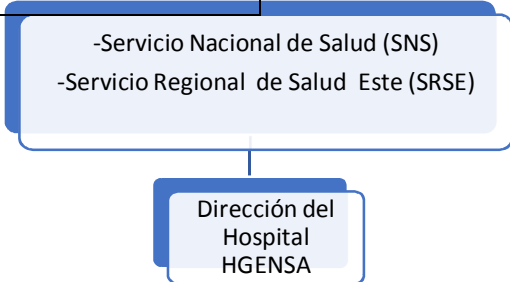 -Servicio Nacional de Salud (SNS)
-Servicio Regional de Salud Este (SRSE)
Dirección del
Hospital
HGENSA